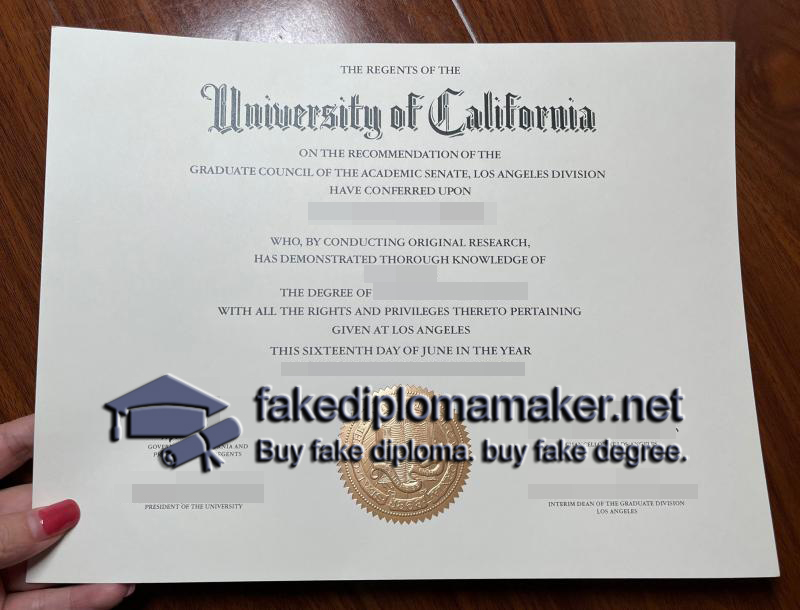 THE REGENTS OF THE
University of California
ON THE RECOMMENDATION OF THE
GRADUATE COUNCIL OF THE ACADEMIC SENATE, LOS ANGELES DIVISION
HAVE CONFERRED UPON
WHO, BY CONDUCTING ORIGINAL RESEARCH,
HAS DEMONSTRATED THOROUGH KNOWLEDGE OF
THE DEGREE OF
WITH ALL THE RIGHTS AND PRIVILEGES THERETO PERTAINING
GIVEN AT LOS ANGELES
THIS SIXTEENTH DAY OF JUNE IN THE YEAR
fakediplomamaker.net
Buy fake diploma. buy fake degree.
PRESIDENT OF THE UNIVERSITY
INTERIM DEAN OF THE GRADUATE DIVISION
LOS ANGELES